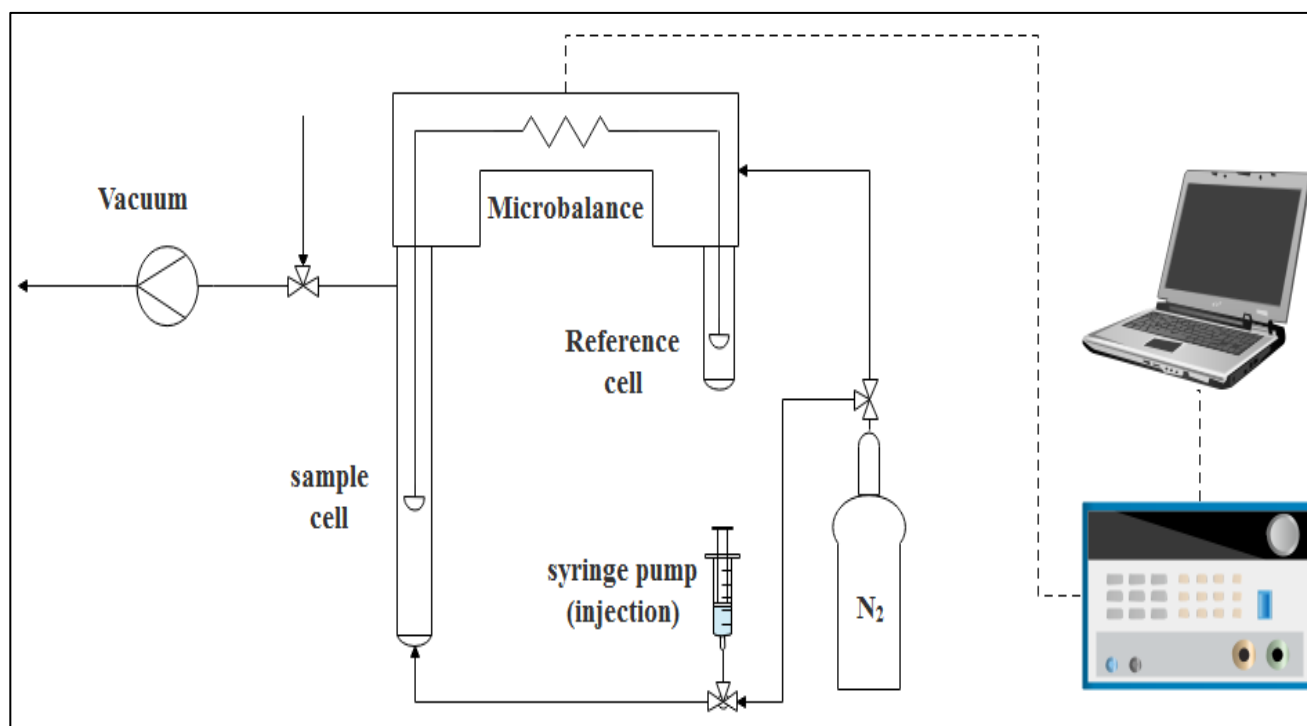 Vacuum
Microbalance
Reference
cell
sample
cell
syringe pump
(injection)
N₂